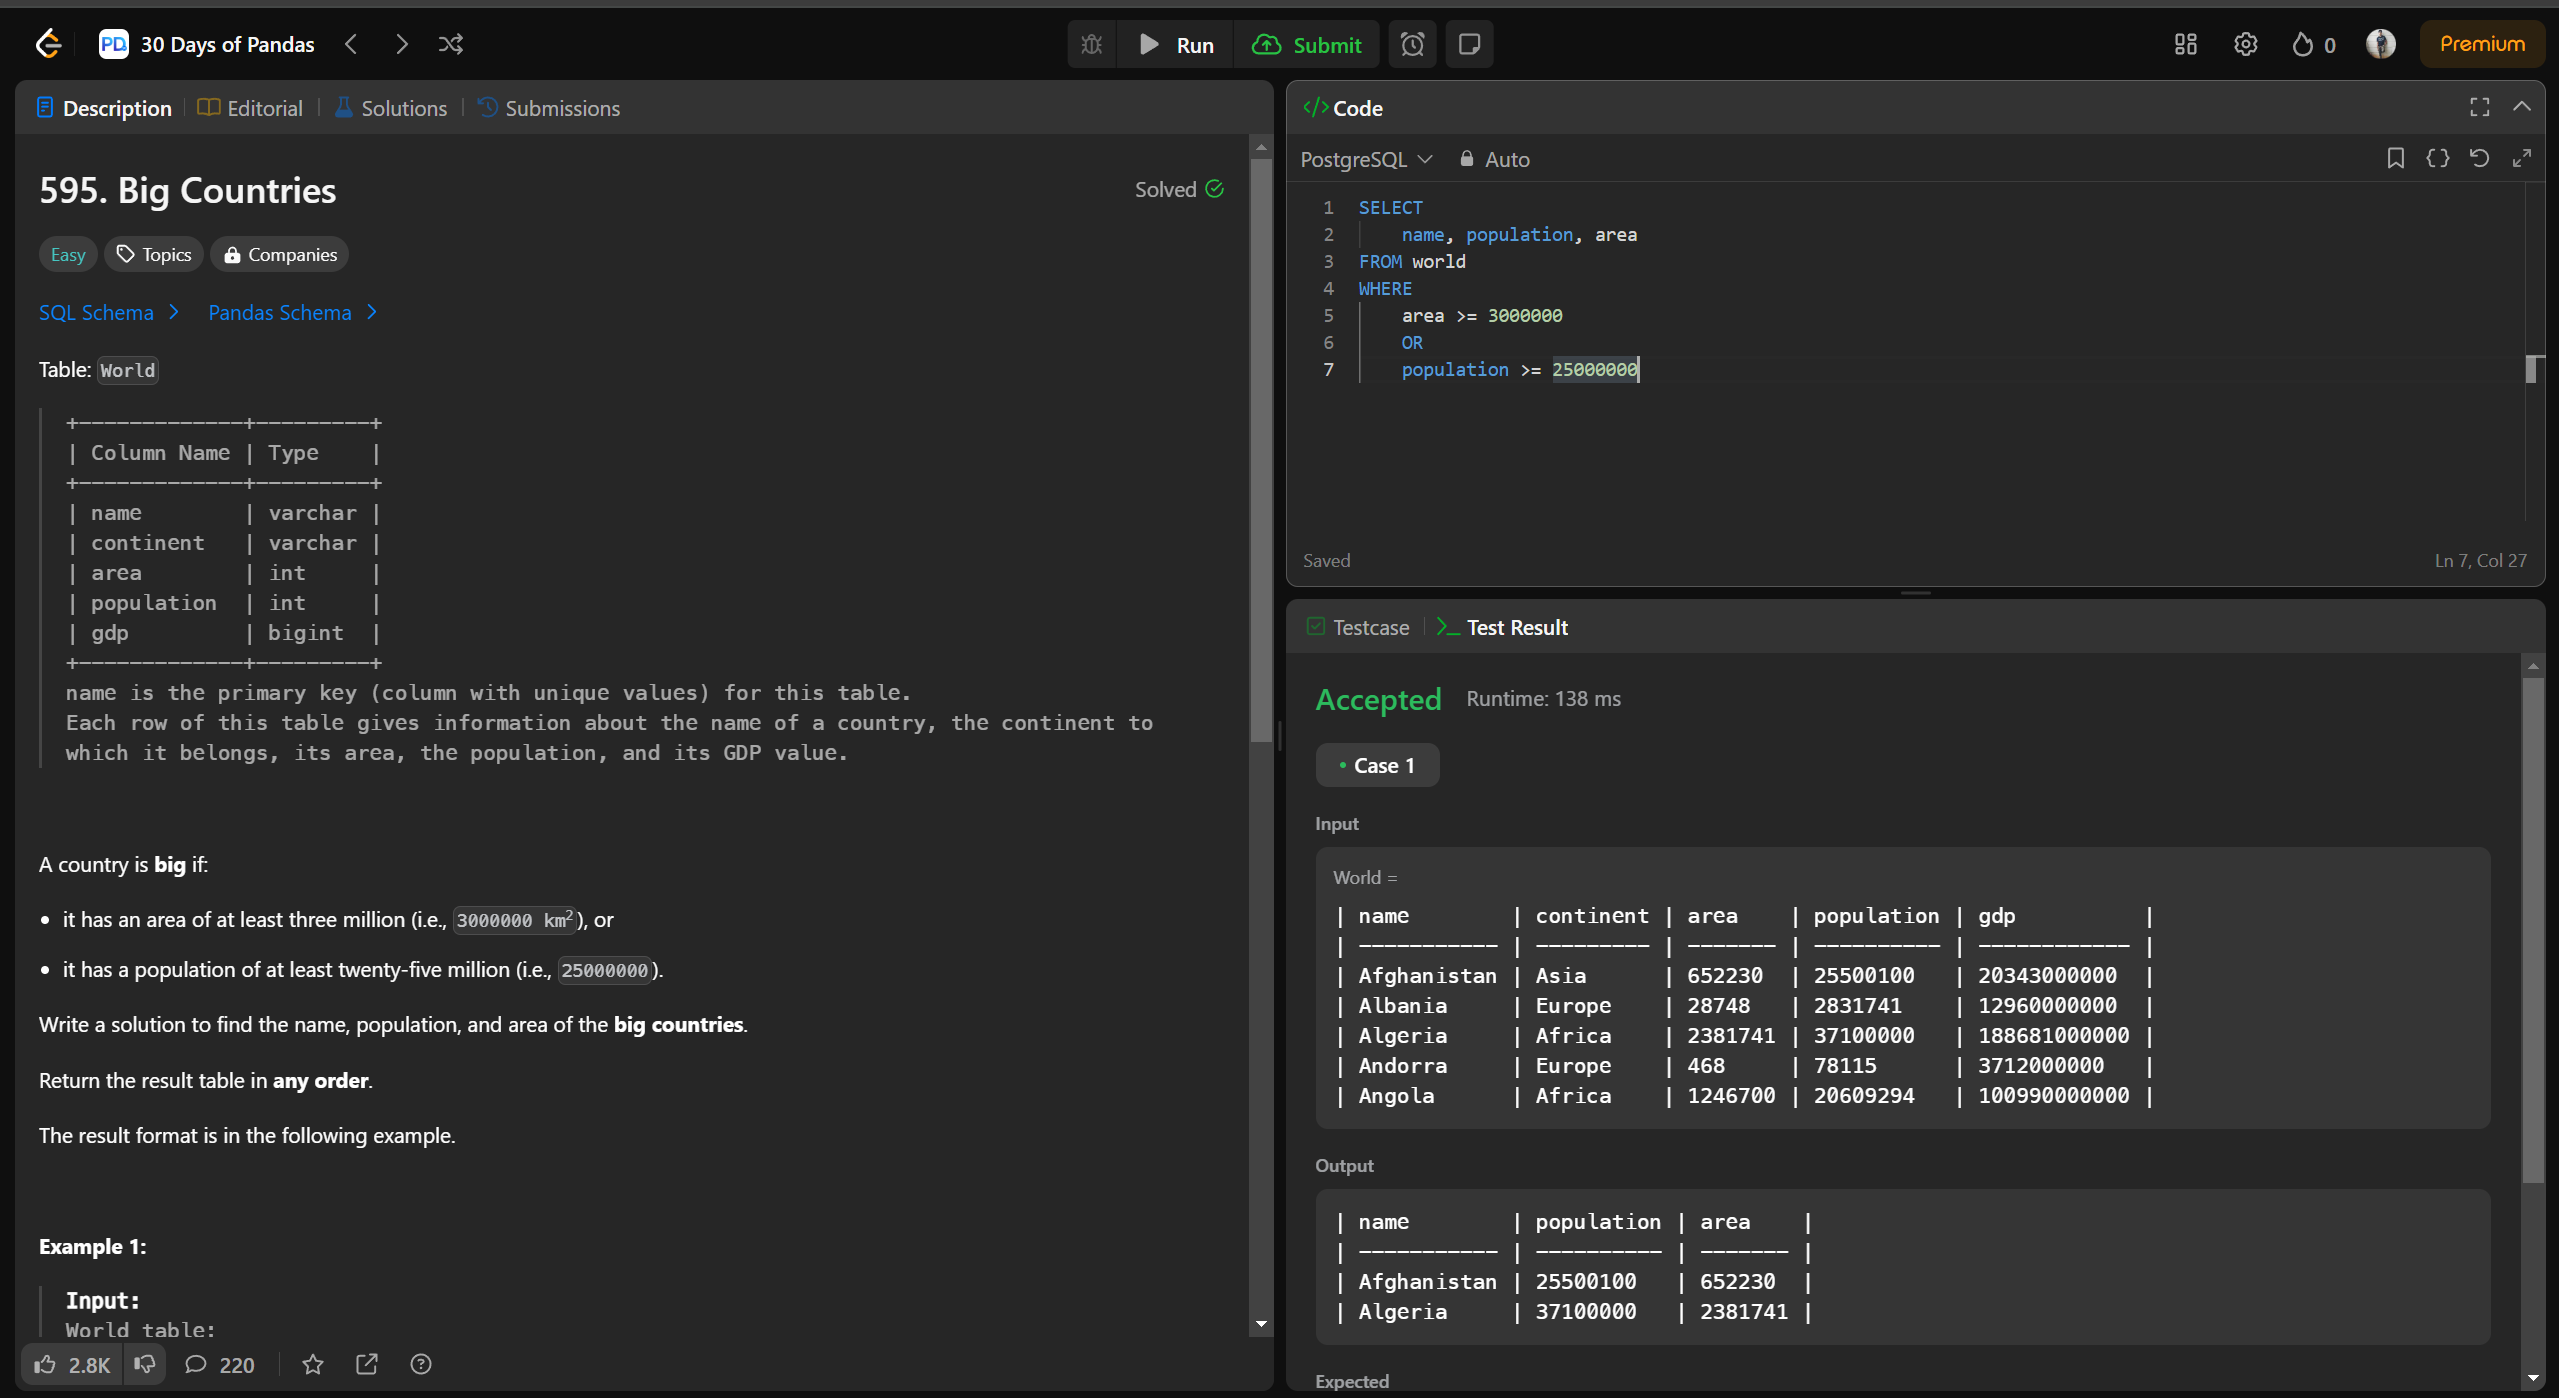 PD 30 Days of Pandas
Run Submit
0 Premium
Description Editorial Solutions Submissions
595. Big Countries
Solved
Easy Topics Companies
SQL Schema Pandas Schema
Table: World
+-------------+---------+
| Column Name | Type    |
+-------------+---------+
| name        | varchar |
| continent   | varchar |
| area        | int     |
| population  | int     |
| gdp         | bigint  |
+-------------+---------+
name is the primary key (column with unique values) for this table.
Each row of this table gives information about the name of a country, the continent to
which it belongs, its area, the population, and its GDP value.
A country is big if:
• it has an area of at least three million (i.e., 3000000 km²), or
• it has a population of at least twenty-five million (i.e., 25000000).
Write a solution to find the name, population, and area of the big countries.
Return the result table in any order.
The result format is in the following example.
Example 1:
Input:
World table:
2.8K 220
</> Code
PostgreSQL Auto
1 SELECT
2     name, population, area
3 FROM world
4 WHERE
5     area >= 3000000
6     OR
7     population >= 25000000
Saved
Ln 7, Col 27
Testcase >_ Test Result
Accepted Runtime: 138 ms
• Case 1
Input
World =
| name        | continent | area    | population | gdp          |
| ----------- | --------- | ------- | ---------- | ------------ |
| Afghanistan | Asia      | 652230  | 25500100   | 20343000000  |
| Albania     | Europe    | 28748   | 2831741    | 12960000000  |
| Algeria     | Africa    | 2381741 | 37100000   | 188681000000 |
| Andorra     | Europe    | 468     | 78115      | 3712000000   |
| Angola      | Africa    | 1246700 | 20609294   | 100990000000 |
Output
| name        | population | area    |
| ----------- | ---------- | ------- |
| Afghanistan | 25500100   | 652230  |
| Algeria     | 37100000   | 2381741 |
Expected